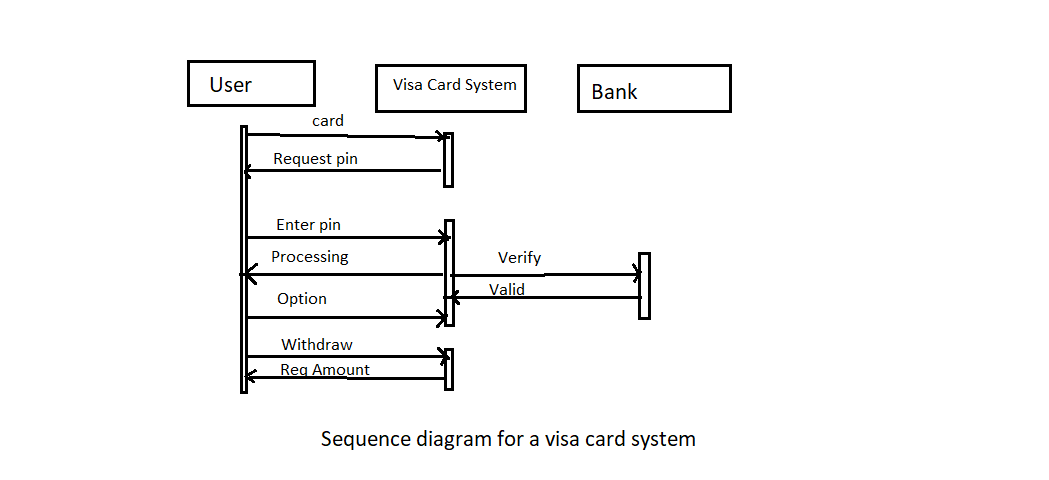 User
Visa Card System
Bank
card
Request pin
Enter pin
Processing
Verify
Valid
Option
Withdraw
Req Amount
Sequence diagram for a visa card system